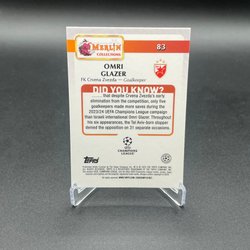 MERLIN
COLLECTIONS
83
OMRI
GLAZER
FK Crvena Zvezda — Goalkeeper
DID YOU KNOW?
... that despite Crvena Zvezda's early
elimination from the competition, only five
goalkeepers made more saves during the
2023/24 UEFA Champions League campaign
than Israeli international Omri Glazer. Throughout
his six appearances, the Tel Aviv-born stopper
denied the opposition on 31 separate occasions.
UEFA
CHAMPIONS
LEAGUE
Topps